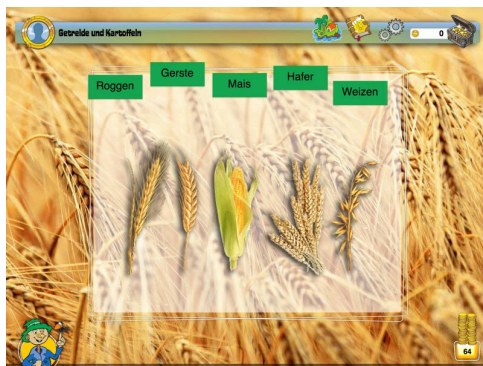 Getreide und Kartoffeln
0
Roggen
Gerste
Mais
Hafer
Weizen
64